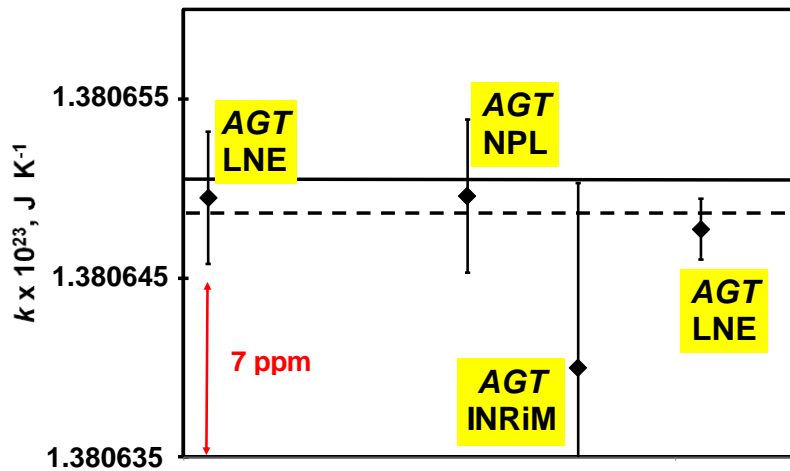 1.380655
AGT
LNE
AGT
NPL
k x 10²³, J K⁻¹
1.380645
AGT
LNE
7 ppm
AGT
INRiM
1.380635